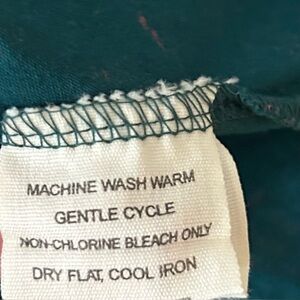 MACHINE WASH WARM
GENTLE CYCLE
NON-CHLORINE BLEACH ONLY
DRY FLAT, COOL IRON